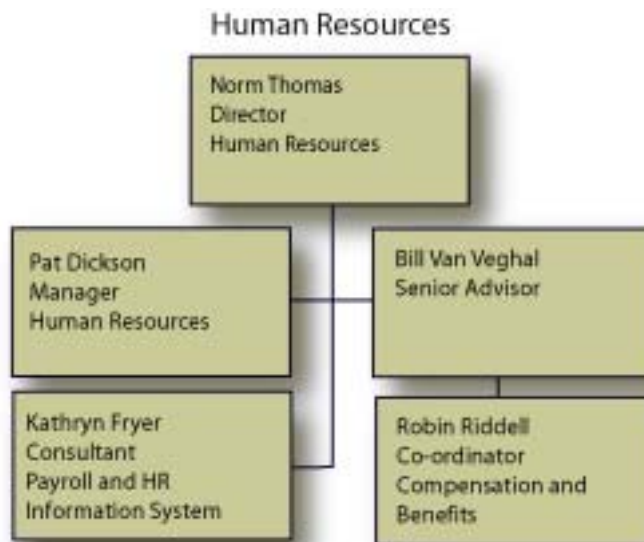 Human Resources
Norm Thomas
Director
Human Resources
Pat Dickson
Manager
Human Resources
Bill Van Veghal
Senior Advisor
Kathryn Fryer
Consultant
Payroll and HR
Information System
Robin Riddell
Co-ordinator
Compensation and
Benefits